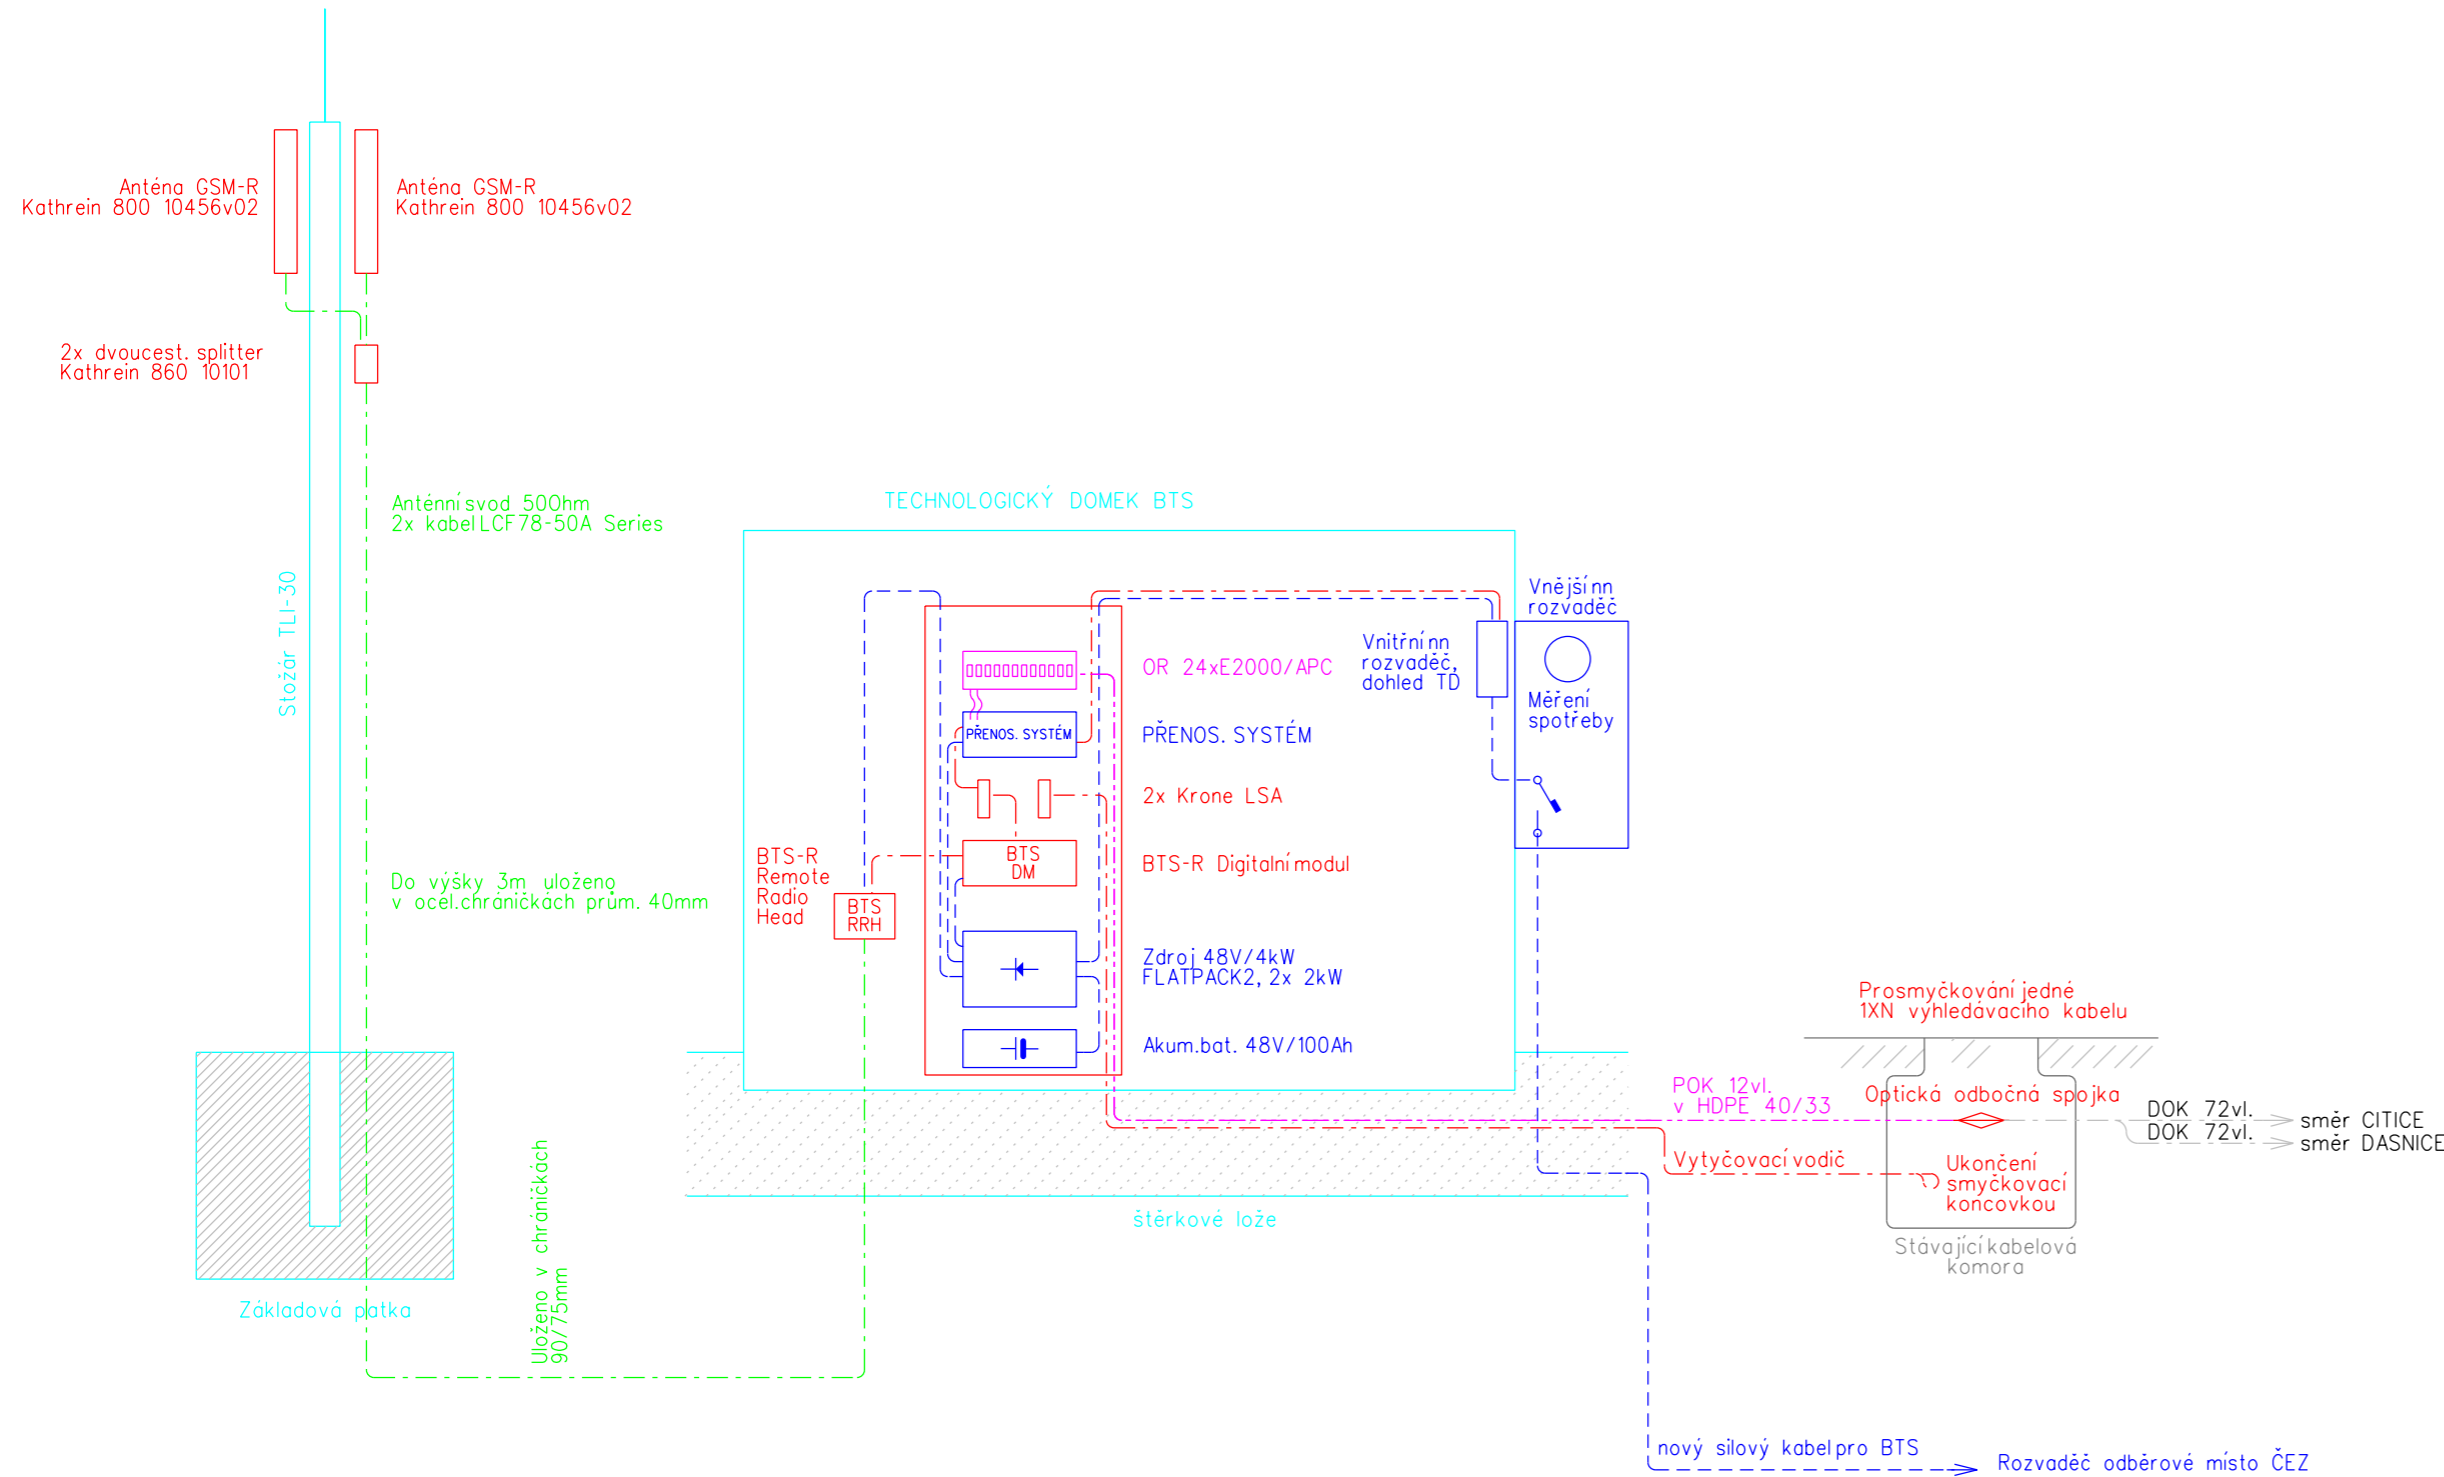 Anténa GSM-R
Kathrein 800 10456v02
Anténa GSM-R
Kathrein 800 10456v02
2x dvoucest. splitter
Kathrein 860 10101
Anténní svod 50Ohm
2x kabel LCF78-50A Series
Stožár TLI-30
Do výšky 3m uloženo
v ocel.chráničkách prům. 40mm
Základová patka
Uloženo v chráničkách
90/75mm
TECHNOLOGICKÝ DOMEK BTS
OR 24xE2000/APC
PŘENOS. SYSTÉM
PŘENOS. SYSTÉM
2x Krone LSA
BTS
DM
BTS-R Digitalní modul
BTS-R
Remote
Radio
Head
BTS
RRH
Zdroj 48V/4kW
FLATPACK2, 2x 2kW
Akum.bat. 48V/100Ah
Vnitřní nn
rozvaděč,
dohled TD
Vnější nn
rozvaděč
Měření
spotřeby
štěrkové lože
POK 12vl.
v HDPE 40/33
Vytyčovací vodič
Prosmyčkování jedné
1XN vyhledávacího kabelu
Optická odbočná spojka
Ukončení
smyčkovací
koncovkou
Stávající kabelová
komora
DOK 72vl.
směr CITICE
DOK 72vl.
směr DASNICE
nový silový kabel pro BTS
Rozvaděč odběrové místo ČEZ